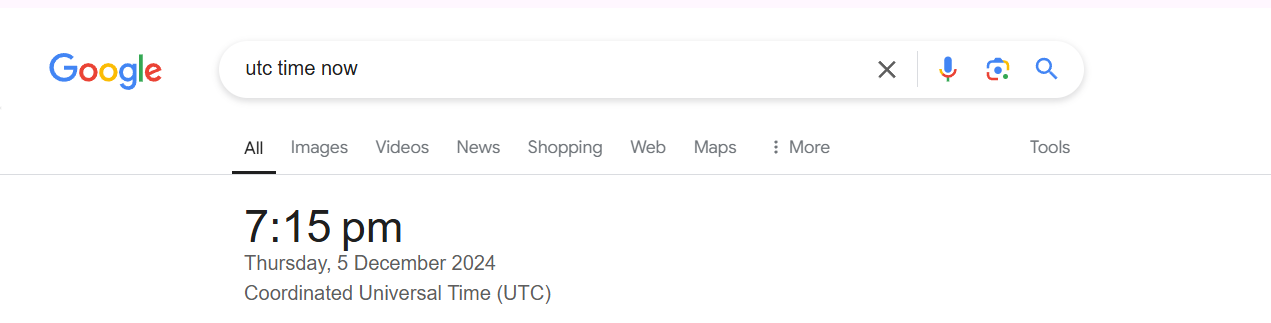 Google
utc time now
All Images Videos News Shopping Web Maps More Tools
7:15 pm
Thursday, 5 December 2024
Coordinated Universal Time (UTC)